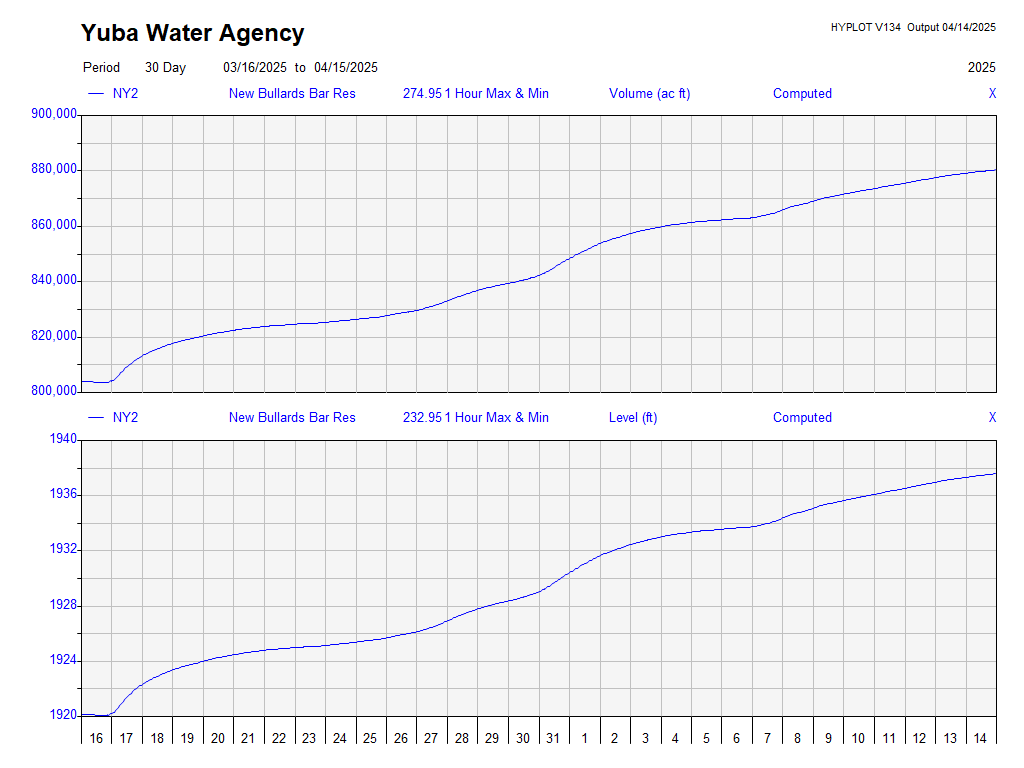 Yuba Water Agency
HYPLOT V134 Output 04/14/2025
Period 30 Day 03/16/2025 to 04/15/2025 2025
NY2 New Bullards Bar Res 274.95 1 Hour Max & Min Volume (ac ft) Computed X
900,000
880,000
860,000
840,000
820,000
800,000
NY2 New Bullards Bar Res 232.95 1 Hour Max & Min Level (ft) Computed X
1940
1936
1932
1928
1924
1920
16 17 18 19 20 21 22 23 24 25 26 27 28 29 30 31 1 2 3 4 5 6 7 8 9 10 11 12 13 14